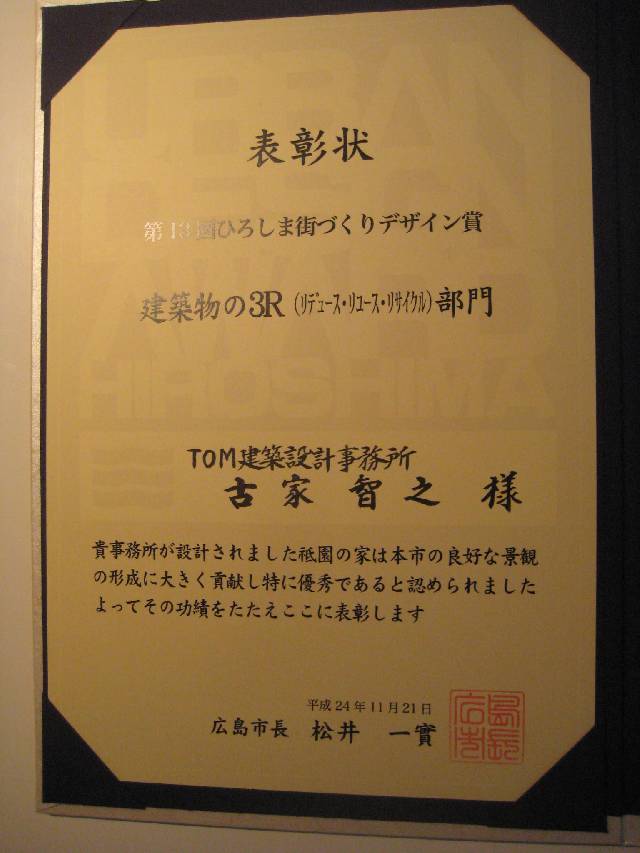 表彰状
第13回ひろしま街づくりデザイン賞
建築物の3R（リデュース・リユース・リサイクル）部門
TOM建築設計事務所
古家 智之 様
貴事務所が設計されました祗園の家は本市の良好な景観
の形成に大きく貢献し特に優秀であると認められました
よってその功績をたたえここに表彰します
平成24年11月21日
広島市長 松井 一實
HIROSHIMA